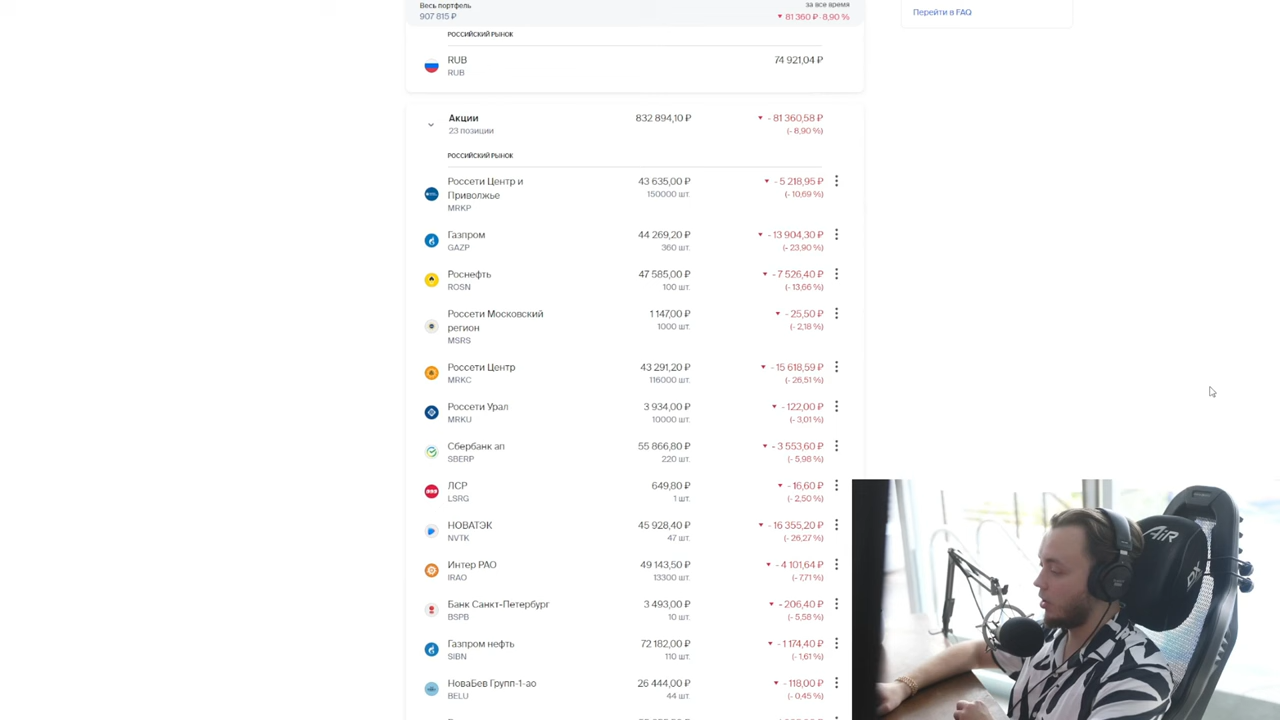 Весь портфель
за все время
907 815 ₽
81 360 ₽ · 8,90 %
Перейти в FAQ
РОССИЙСКИЙ РЫНОК
RUB
74 921,04 ₽
RUB
Акции
832 894,10 ₽
- 81 360,58 ₽
23 позиции
(- 8,90 %)
РОССИЙСКИЙ РЫНОК
Россети Центр и
43 635,00 ₽
- 5 218,95 ₽
Приволжье
150000 шт.
(- 10,69 %)
MRKP
Газпром
44 269,20 ₽
- 13 904,30 ₽
GAZP
360 шт.
(- 23,90 %)
Роснефть
47 585,00 ₽
- 7 526,40 ₽
ROSN
100 шт.
(- 13,66 %)
Россети Московский
1 147,00 ₽
- 25,50 ₽
регион
1000 шт.
(- 2,18 %)
MSRS
Россети Центр
43 291,20 ₽
- 15 618,59 ₽
MRKC
116000 шт.
(- 26,51 %)
Россети Урал
3 934,00 ₽
- 122,00 ₽
MRKU
10000 шт.
(- 3,01 %)
Сбербанк ап
55 866,80 ₽
- 3 553,60 ₽
SBERP
220 шт.
(- 5,98 %)
ЛСР
649,80 ₽
- 16,60 ₽
LSRG
1 шт.
(- 2,50 %)
НОВАТЭК
45 928,40 ₽
- 16 355,20 ₽
NVTK
47 шт.
(- 26,27 %)
Интер РАО
49 143,50 ₽
- 4 101,64 ₽
IRAO
13300 шт.
(- 7,71 %)
Банк Санкт-Петербург
3 493,00 ₽
- 206,40 ₽
BSPB
10 шт.
(- 5,58 %)
Газпром нефть
72 182,00 ₽
- 1 174,40 ₽
SIBN
110 шт.
(- 1,61 %)
НоваБев Групп-1-ао
26 444,00 ₽
- 118,00 ₽
BELU
44 шт.
(- 0,45 %)
AIR